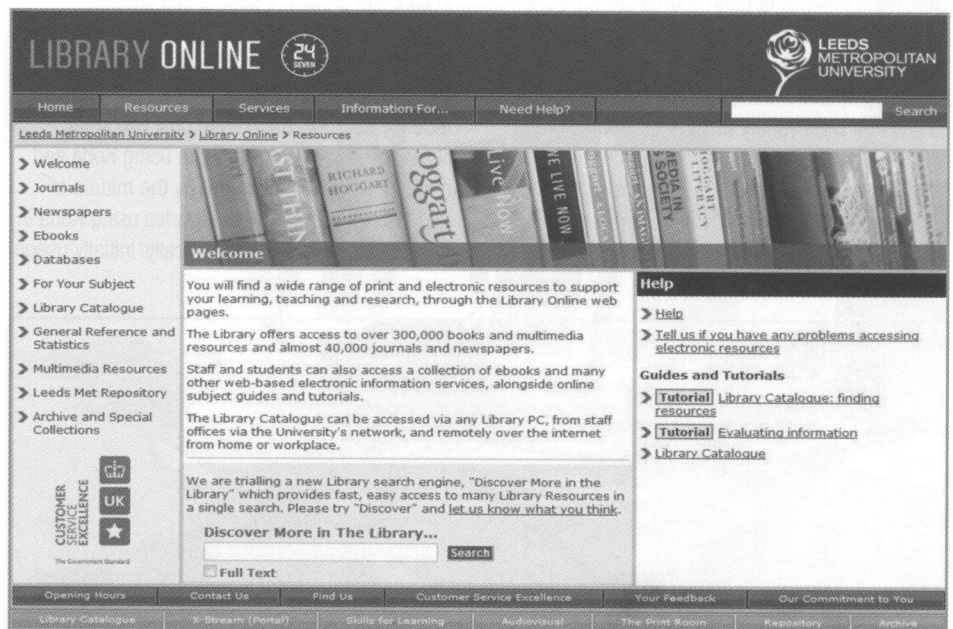 LIBRARY ONLINE 24 SEVEN
LEEDS
METROPOLITAN
UNIVERSITY
Home Resources Services Information For... Need Help? Search
Leeds Metropolitan University > Library Online > Resources
Welcome
Journals
Newspapers
Ebooks
Databases
For Your Subject
Library Catalogue
General Reference and
Statistics
Multimedia Resources
Leeds Met Repository
Archive and Special
Collections
CUSTOMER
SERVICE
EXCELLENCE
UK
The Government Standard
AST THIN
RICHARD
HOGGART
oggart
Live
Now
LIVE NOW
MEDIA IN
SOCIETY
HOGGART
LITERACY
Welcome
You will find a wide range of print and electronic resources to support
your learning, teaching and research, through the Library Online web
pages.
The Library offers access to over 300,000 books and multimedia
resources and almost 40,000 journals and newspapers.
Staff and students can also access a collection of ebooks and many
other web-based electronic information services, alongside online
subject guides and tutorials.
The Library Catalogue can be accessed via any Library PC, from staff
offices via the University's network, and remotely over the internet
from home or workplace.
We are trialling a new Library search engine, "Discover More in the
Library" which provides fast, easy access to many Library Resources in
a single search. Please try "Discover" and let us know what you think.
Discover More in The Library...
Search
Full Text
Help
Help
Tell us if you have any problems accessing
electronic resources
Guides and Tutorials
Tutorial Library Catalogue: finding
resources
Tutorial Evaluating information
Library Catalogue
Opening Hours Contact Us Find Us Customer Service Excellence Your Feedback Our Commitment to You
Library Catalogue X-Stream (Portal) Skills for Learning Audiovisual The Print Room Repository Archive